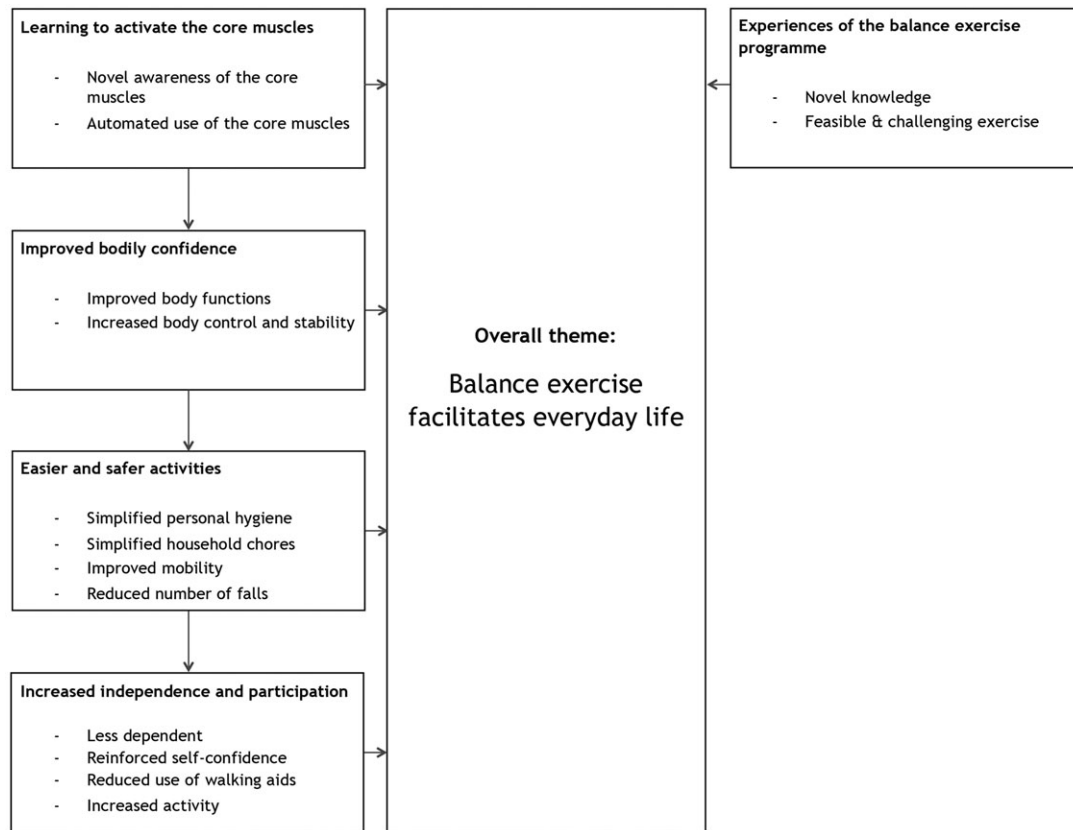 Learning to activate the core muscles
- Novel awareness of the core
muscles
- Automated use of the core muscles
Improved bodily confidence
- Improved body functions
- Increased body control and stability
Easier and safer activities
- Simplified personal hygiene
- Simplified household chores
- Improved mobility
- Reduced number of falls
Increased independence and participation
- Less dependent
- Reinforced self-confidence
- Reduced use of walking aids
- Increased activity
Overall theme:
Balance exercise
facilitates everyday life
Experiences of the balance exercise
programme
- Novel knowledge
- Feasible & challenging exercise